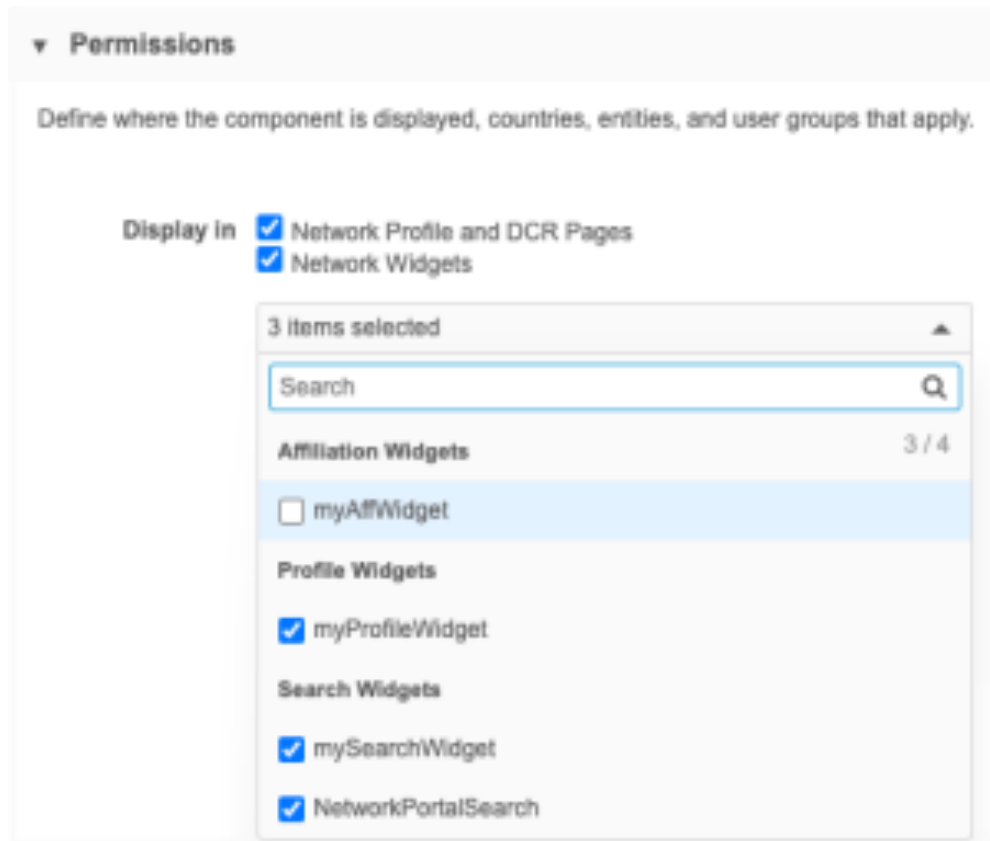 Permissions
Define where the component is displayed, countries, entities, and user groups that apply.
Display in
Network Profile and DCR Pages
Network Widgets
3 items selected
Search
Affiliation Widgets 3 / 4
myAffWidget
Profile Widgets
myProfileWidget
Search Widgets
mySearchWidget
NetworkPortalSearch